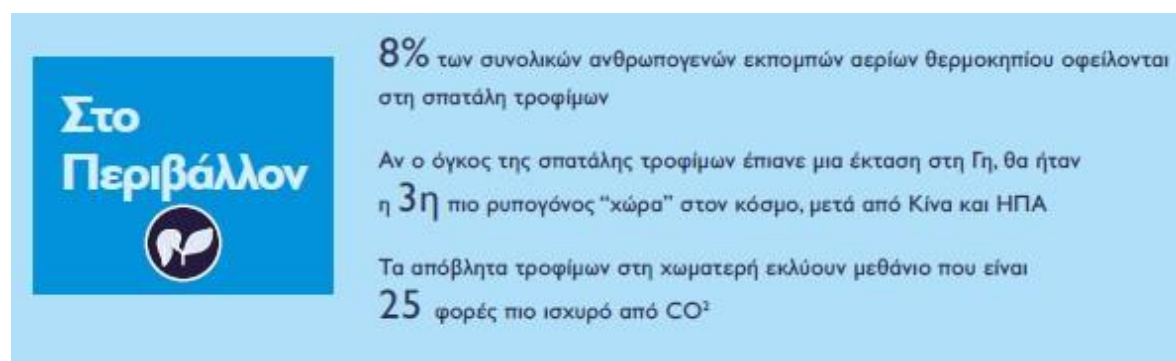 Στο
Περιβάλλον
8% των συνολικών ανθρωπογενών εκπομπών αερίων θερμοκηπίου οφείλονται
στη σπατάλη τροφίμων
Αν ο όγκος της σπατάλης τροφίμων έπιανε μια έκταση στη Γη, θα ήταν
η 3η πιο ρυπογόνος “χώρα” στον κόσμο, μετά από Κίνα και ΗΠΑ
Τα απόβλητα τροφίμων στη χωματερή εκλύουν μεθάνιο που είναι
25 φορές πιο ισχυρό από CO²